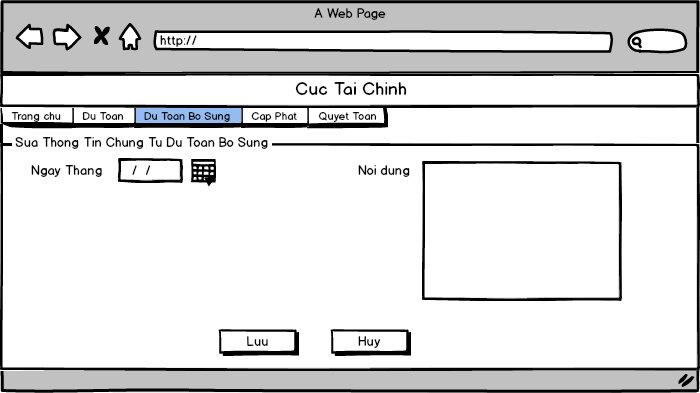 A Web Page
http://
Cuc Tai Chinh
Trang chu Du Toan Du Toan Bo Sung Cap Phat Quyet Toan
Sua Thong Tin Chung Tu Du Toan Bo Sung
Ngay Thang / / Noi dung
Luu Huy